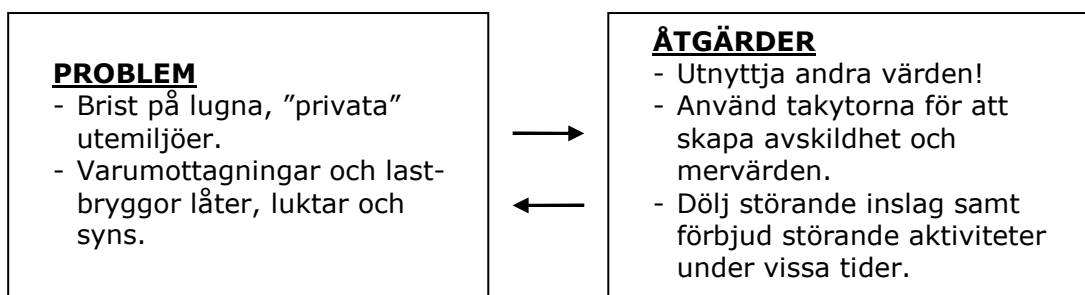 PROBLEM
- Brist på lugna, ”privata”
utemiljöer.
- Varumottagningar och last-
bryggor låter, luktar och
syns.
ÅTGÄRDER
- Utnyttja andra värden!
- Använd takytorna för att
skapa avskildhet och
mervärden.
- Dölj störande inslag samt
förbjud störande aktiviteter
under vissa tider.